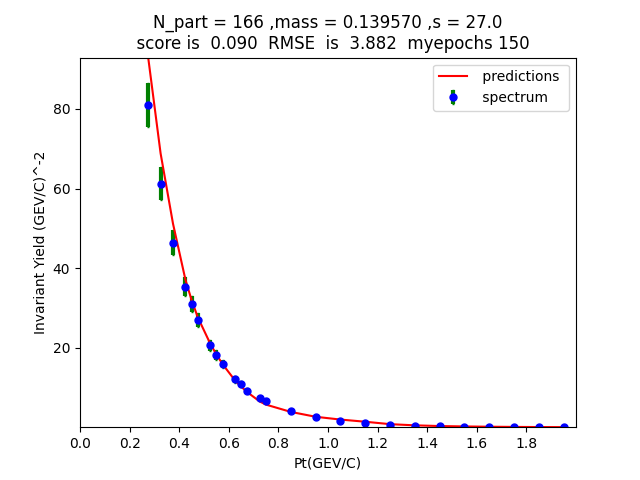 N_part = 166 ,mass = 0.139570 ,s = 27.0
score is 0.090 RMSE is 3.882 myepochs 150
predictions
spectrum
Invariant Yield (GEV/C)^-2
80
60
40
20
0.0 0.2 0.4 0.6 0.8 1.0 1.2 1.4 1.6 1.8
Pt(GEV/C)